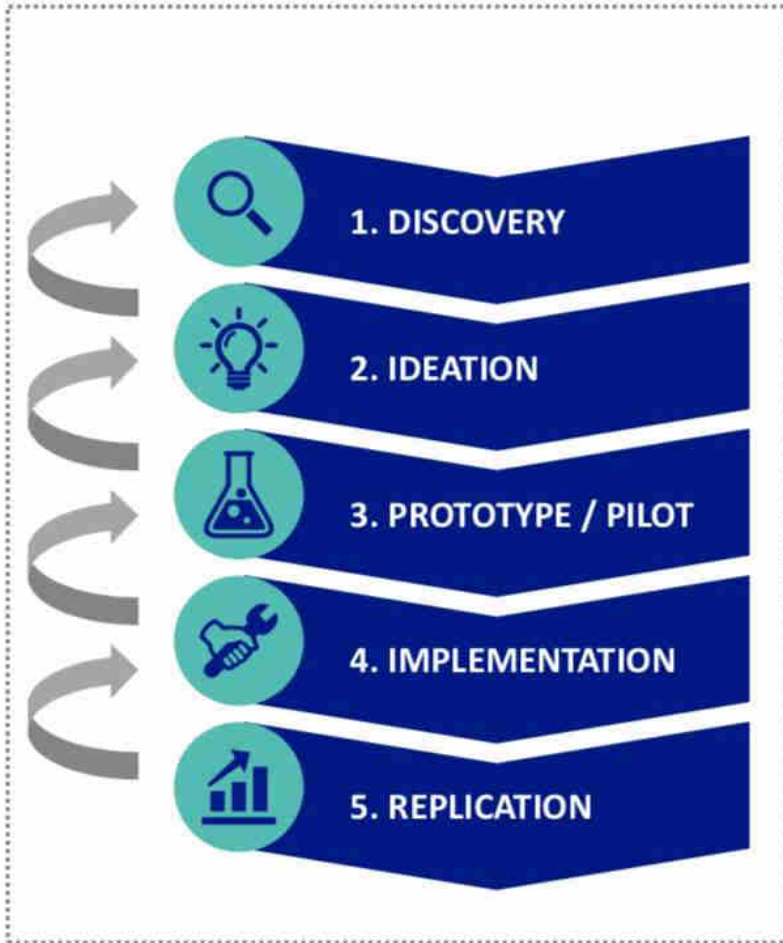 1. DISCOVERY
2. IDEATION
3. PROTOTYPE / PILOT
4. IMPLEMENTATION
5. REPLICATION